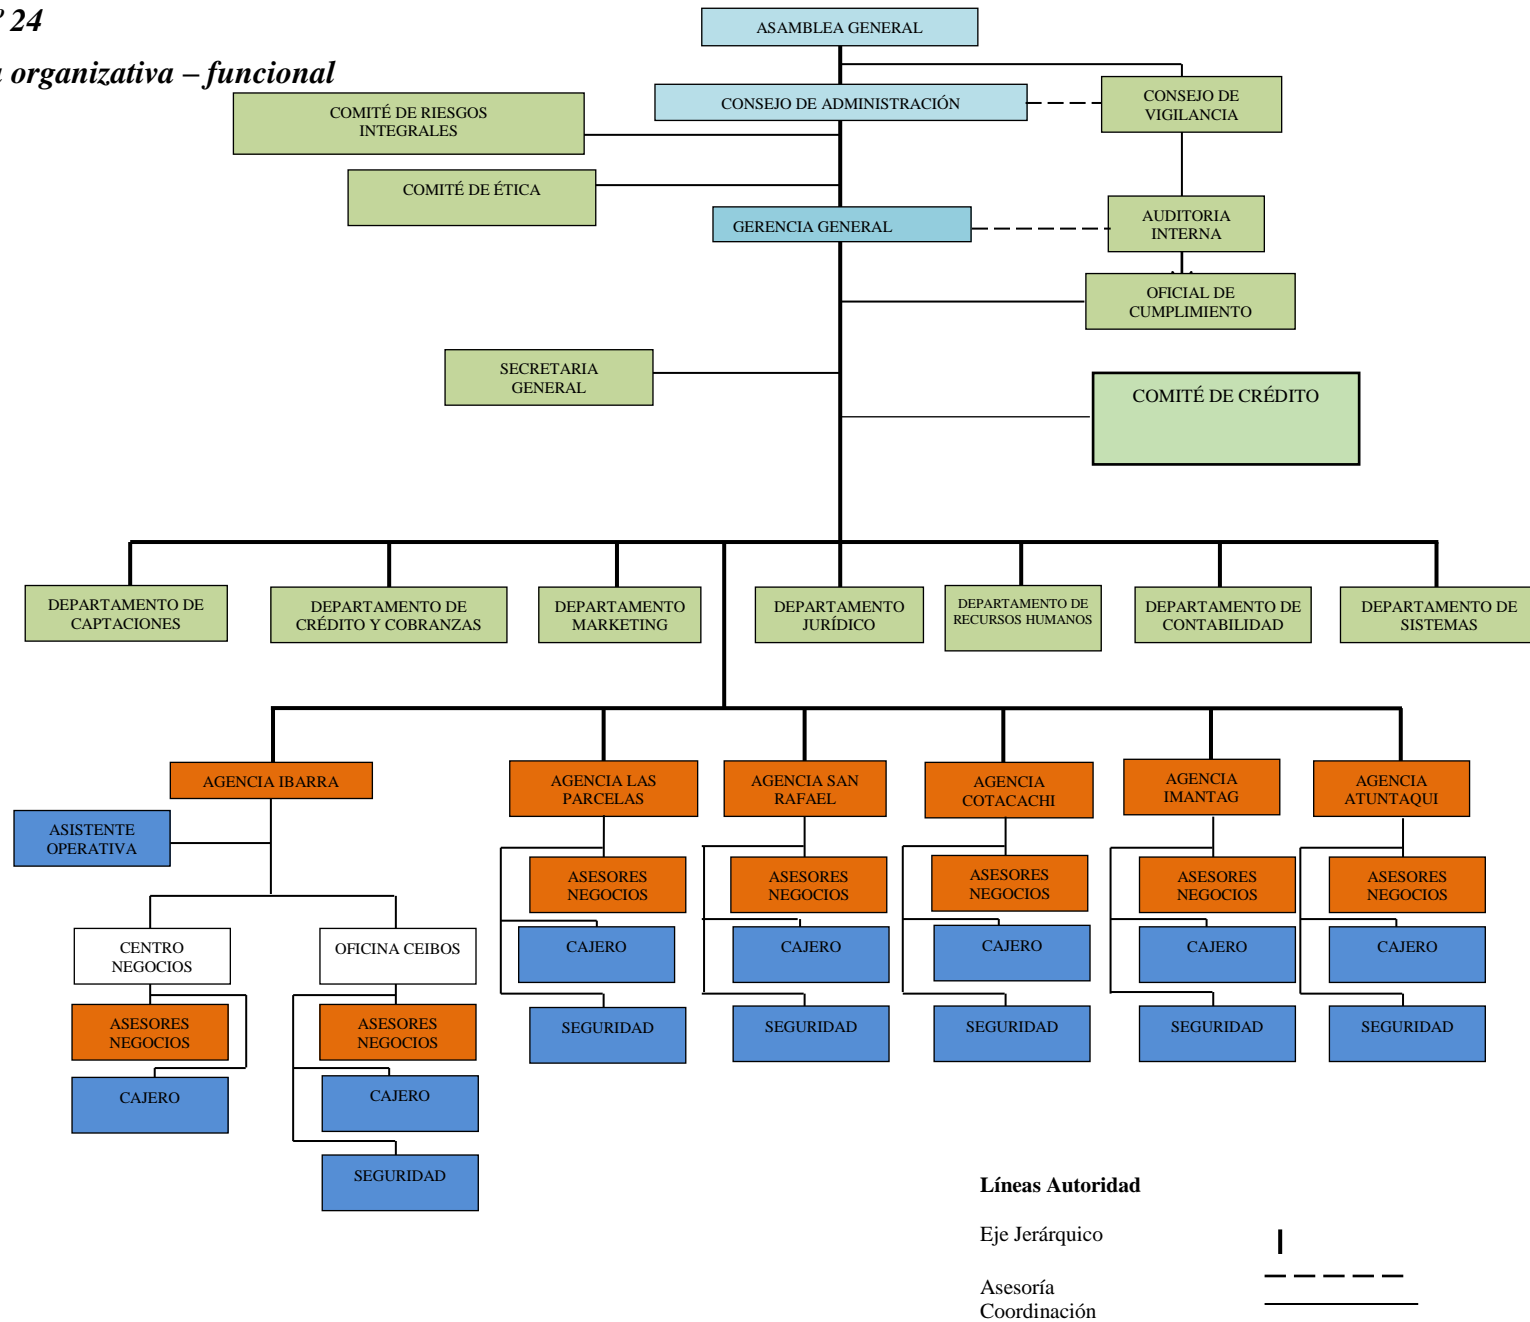 24
organizativa – funcional
ASAMBLEA GENERAL
CONSEJO DE ADMINISTRACIÓN
CONSEJO DE
VIGILANCIA
COMITÉ DE RIESGOS
INTEGRALES
COMITÉ DE ÉTICA
GERENCIA GENERAL
AUDITORIA
INTERNA
OFICIAL DE
CUMPLIMIENTO
SECRETARIA
GENERAL
COMITÉ DE CRÉDITO
DEPARTAMENTO DE
CAPTACIONES
DEPARTAMENTO DE
CRÉDITO Y COBRANZAS
DEPARTAMENTO
MARKETING
DEPARTAMENTO
JURÍDICO
DEPARTAMENTO DE
RECURSOS HUMANOS
DEPARTAMENTO DE
CONTABILIDAD
DEPARTAMENTO DE
SISTEMAS
AGENCIA IBARRA
AGENCIA LAS
PARCELAS
AGENCIA SAN
RAFAEL
AGENCIA
COTACACHI
AGENCIA
IMANTAG
AGENCIA
ATUNTAQUI
ASISTENTE
OPERATIVA
ASESORES
NEGOCIOS
ASESORES
NEGOCIOS
ASESORES
NEGOCIOS
ASESORES
NEGOCIOS
ASESORES
NEGOCIOS
CENTRO
NEGOCIOS
OFICINA CEIBOS
CAJERO
CAJERO
CAJERO
CAJERO
CAJERO
ASESORES
NEGOCIOS
ASESORES
NEGOCIOS
SEGURIDAD
SEGURIDAD
SEGURIDAD
SEGURIDAD
SEGURIDAD
CAJERO
CAJERO
SEGURIDAD
Líneas Autoridad
Eje Jerárquico
Asesoría
Coordinación